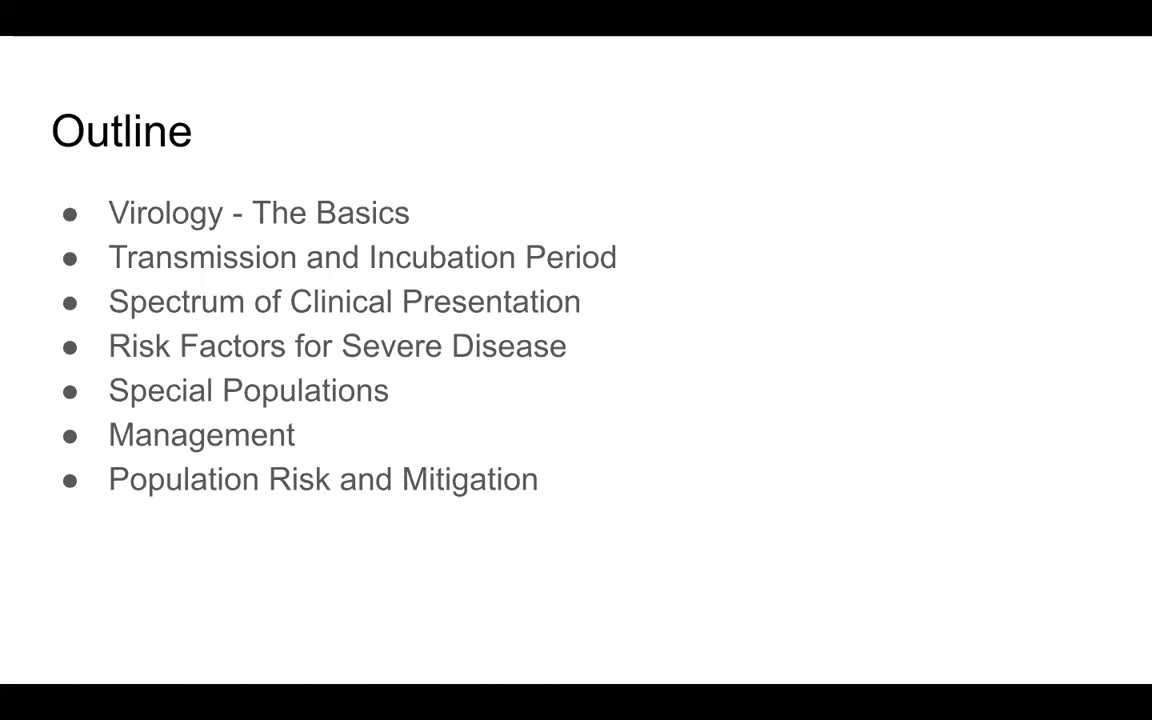 Outline
● Virology - The Basics
● Transmission and Incubation Period
● Spectrum of Clinical Presentation
● Risk Factors for Severe Disease
● Special Populations
● Management
● Population Risk and Mitigation